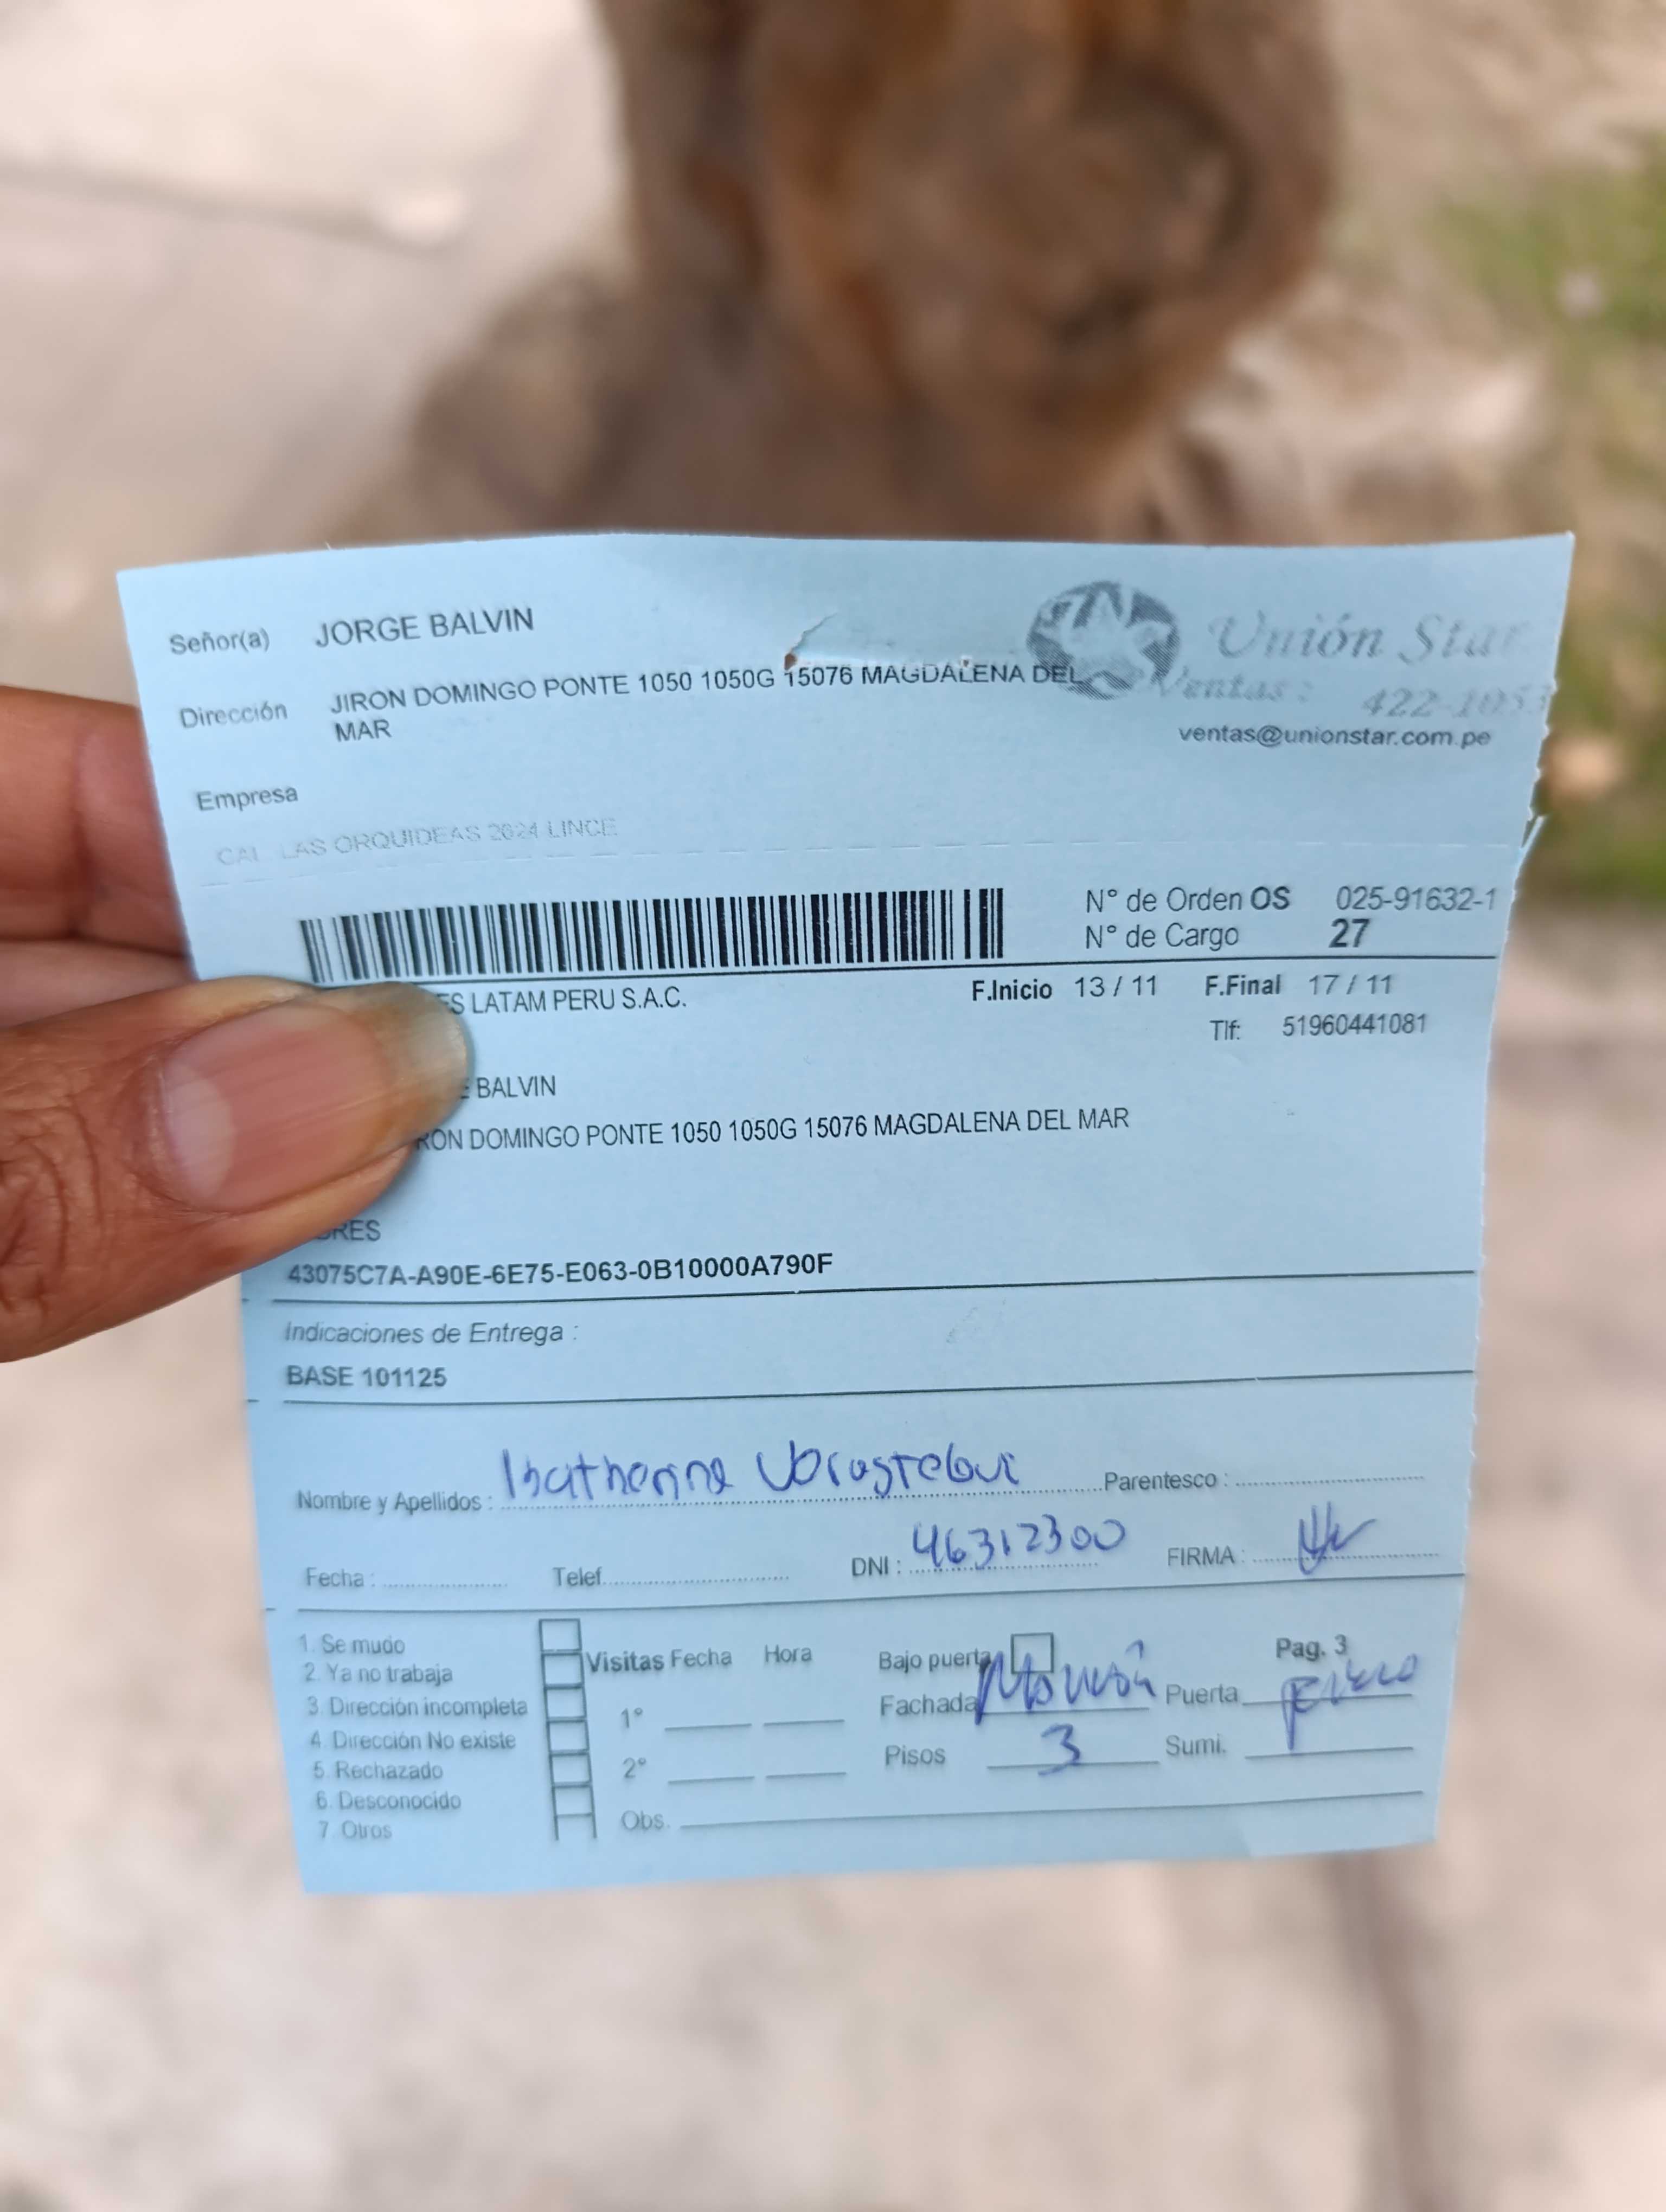 Señor(a) JORGE BALVIN
Unión Star
Dirección JIRON DOMINGO PONTE 1050 1050G 15076 MAGDALENA DEL
MAR
Ventas: 422-1053
ventas@unionstar.com.pe
Empresa
CAL LAS ORQUIDEAS 2624 LINCE
N° de Orden OS 025-91632-1
N° de Cargo 27
LATAM PERU S.A.C. F.Inicio 13 / 11 F.Final 17 / 11
Tlf: 51960441081
BALVIN
RON DOMINGO PONTE 1050 1050G 15076 MAGDALENA DEL MAR
RES
43075C7A-A90E-6E75-E063-0B10000A790F
Indicaciones de Entrega :
BASE 101125
Nombre y Apellidos : Parentesco :
Fecha : Telef. DNI : 46312300 FIRMA :
1. Se mudo
2. Ya no trabaja
3. Dirección incompleta
4. Dirección No existe
5. Rechazado
6. Desconocido
7. Otros
Visitas Fecha Hora
1°
2°
Obs.
Bajo puerta Pag. 3
Fachada Marrón Puerta fierro
Pisos 3 Sumi.